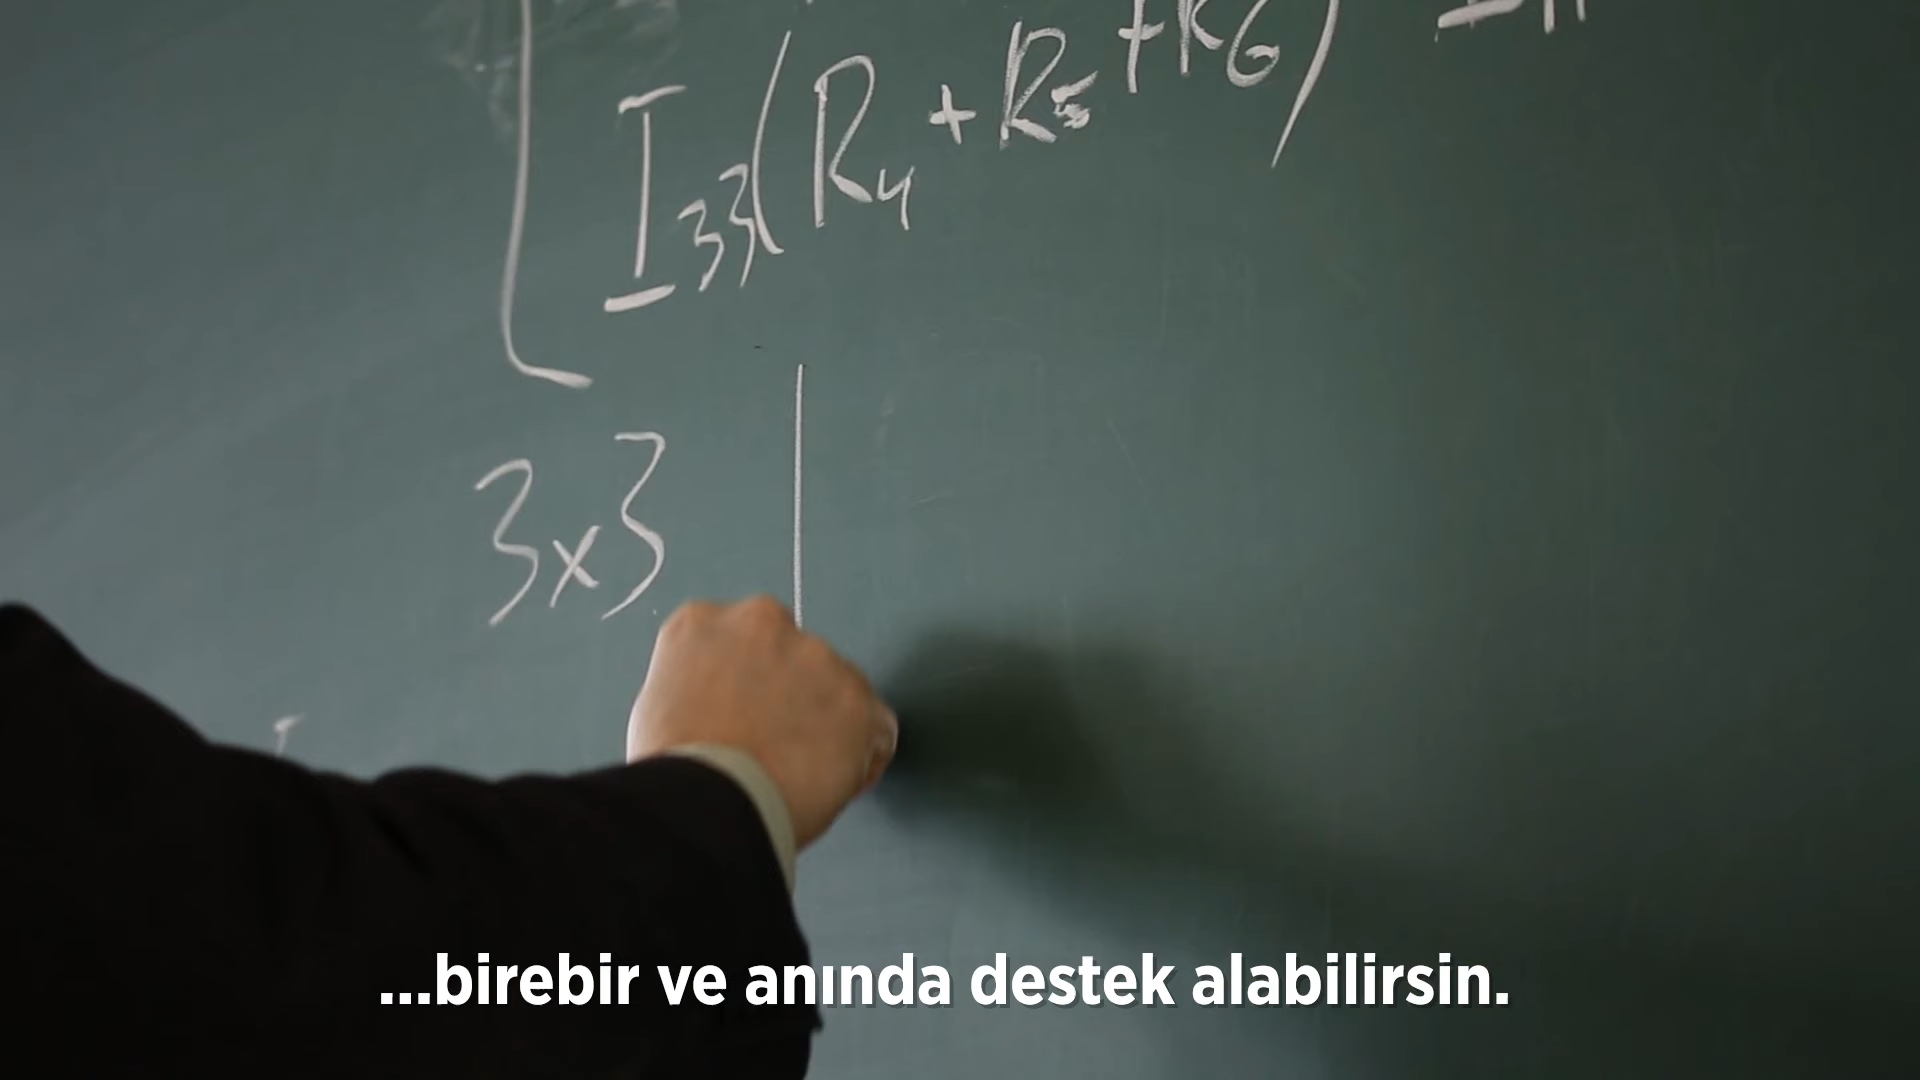 I₃₃(R₄+R₅+R₆)
3x3
...birebir ve anında destek alabilirsin.